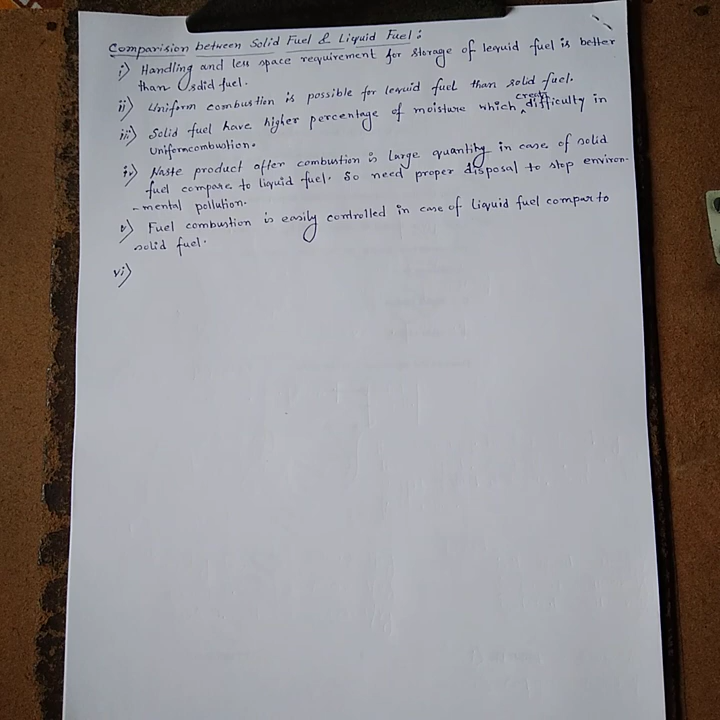 Comparision between Solid Fuel & Liquid Fuel:
i) Handling and less space requirement for storage of lequid fuel is better
than sdid fuel.
ii) Uniform combustion is possible for lequid fuel than solid fuel.
iii) Solid fuel have higher percentage of moisture which create difficulty in
Uniformcombustion.
iv) Waste product after combustion is large quantity in case of solid
fuel compare to liquid fuel. So need proper disposal to stop environ-
-mental pollution.
v) Fuel combustion is easily controlled in case of liquid fuel compar to
solid fuel.
vi)